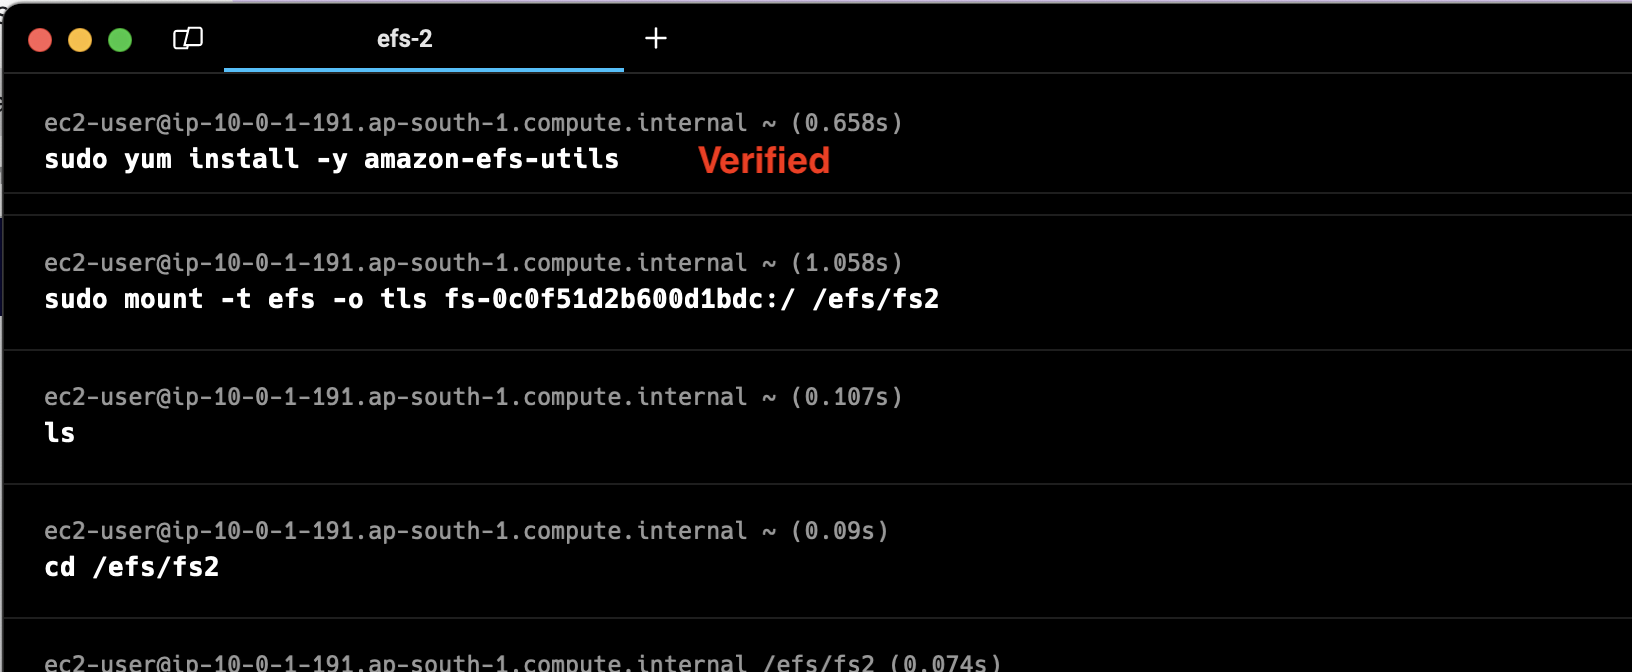 efs-2
ec2-user@ip-10-0-1-191.ap-south-1.compute.internal ~ (0.658s)
sudo yum install -y amazon-efs-utils Verified
ec2-user@ip-10-0-1-191.ap-south-1.compute.internal ~ (1.058s)
sudo mount -t efs -o tls fs-0c0f51d2b600d1bdc:/ /efs/fs2
ec2-user@ip-10-0-1-191.ap-south-1.compute.internal ~ (0.107s)
ls
ec2-user@ip-10-0-1-191.ap-south-1.compute.internal ~ (0.09s)
cd /efs/fs2
ec2-user@ip-10-0-1-191.ap-south-1.compute.internal /efs/fs2 (0.074s)